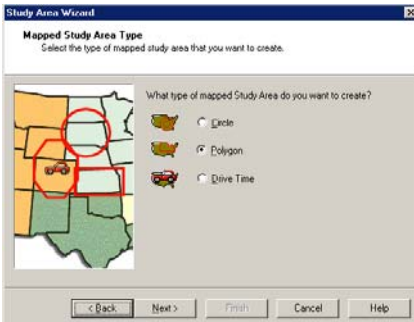 Study Area Wizard
Mapped Study Area Type
Select the type of mapped study area that you want to create.
What type of mapped Study Area do you want to create?
Circle
Polygon
Drive Time
< Back Next > Finish Cancel Help